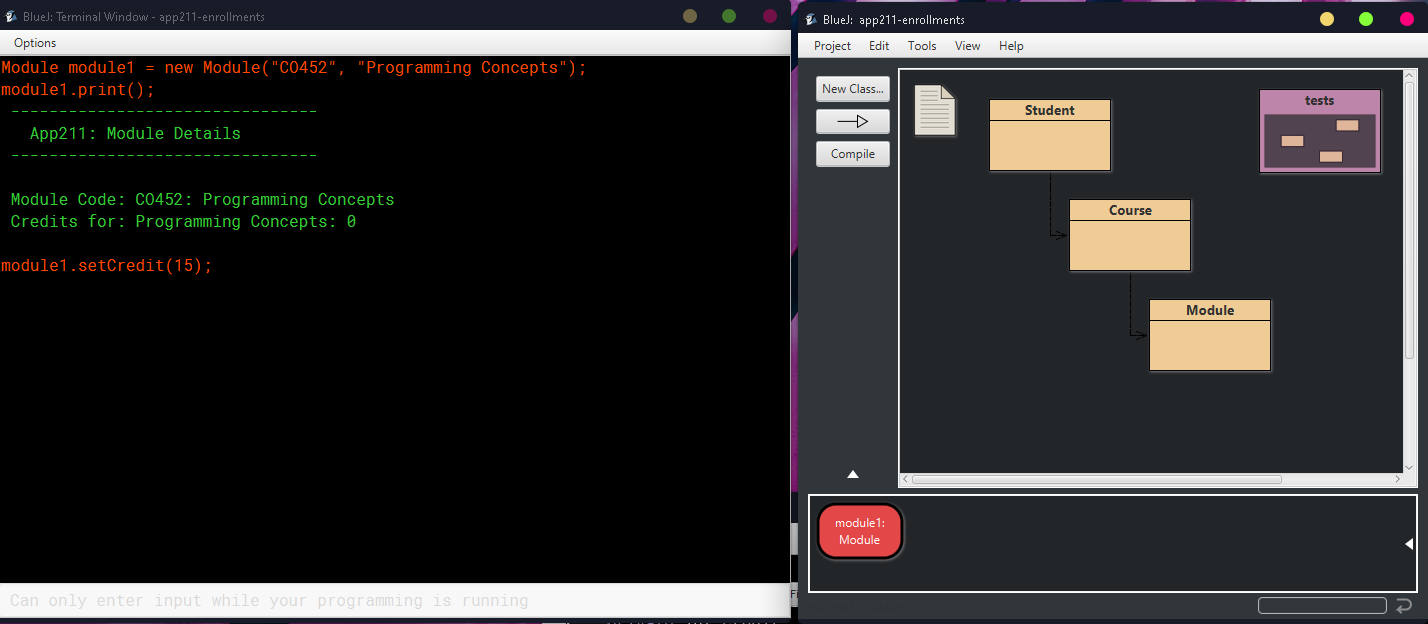 BlueJ: Terminal Window - app211-enrollments
Options
Module module1 = new Module("CO452", "Programming Concepts");
module1.print();
--------------------------------
App211: Module Details
--------------------------------
Module Code: CO452: Programming Concepts
Credits for: Programming Concepts: 0
module1.setCredit(15);
Can only enter input while your programming is running
BlueJ: app211-enrollments
Project Edit Tools View Help
New Class...
Compile
Student
tests
Course
Module
module1:
Module